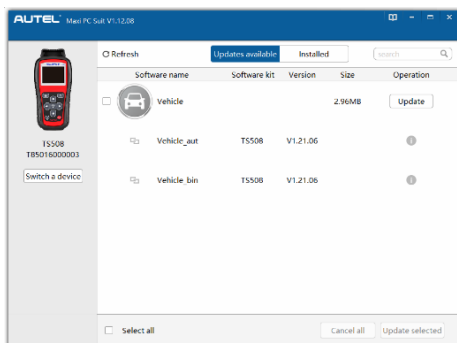 AUTEL Maxi PC Suit V1.12.08
Refresh Updates available Installed search
Software name Software kit Version Size Operation
Vehicle 2.96MB Update
Vehicle_aut TS508 V1.21.06
TS508
T85016000003
Switch a device
Vehicle_bin TS508 V1.21.06
Select all Cancel all Update selected